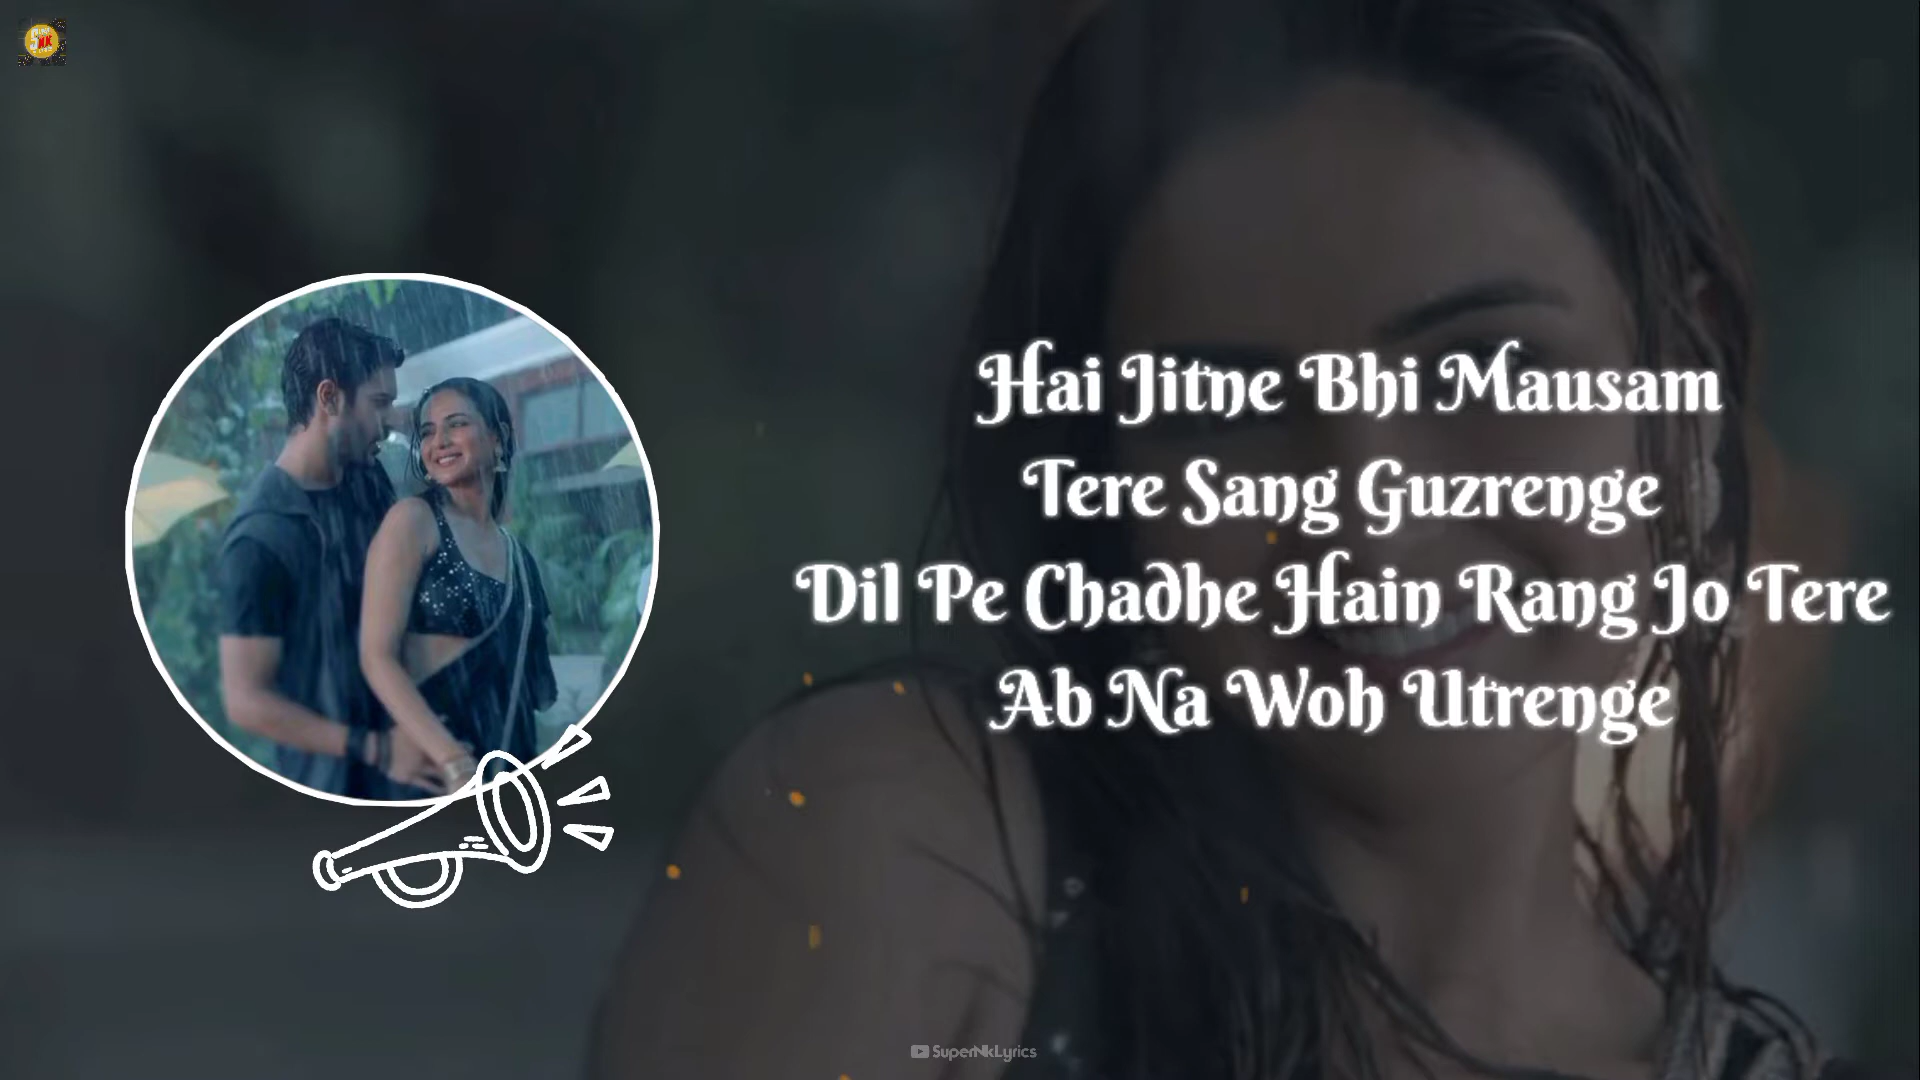 Hai Jitne Bhi Mausam
Tere Sang Guzrenge
Dil Pe Chadhe Hain Rang Jo Tere
Ab Na Woh Utrenge
SuperNkLyrics